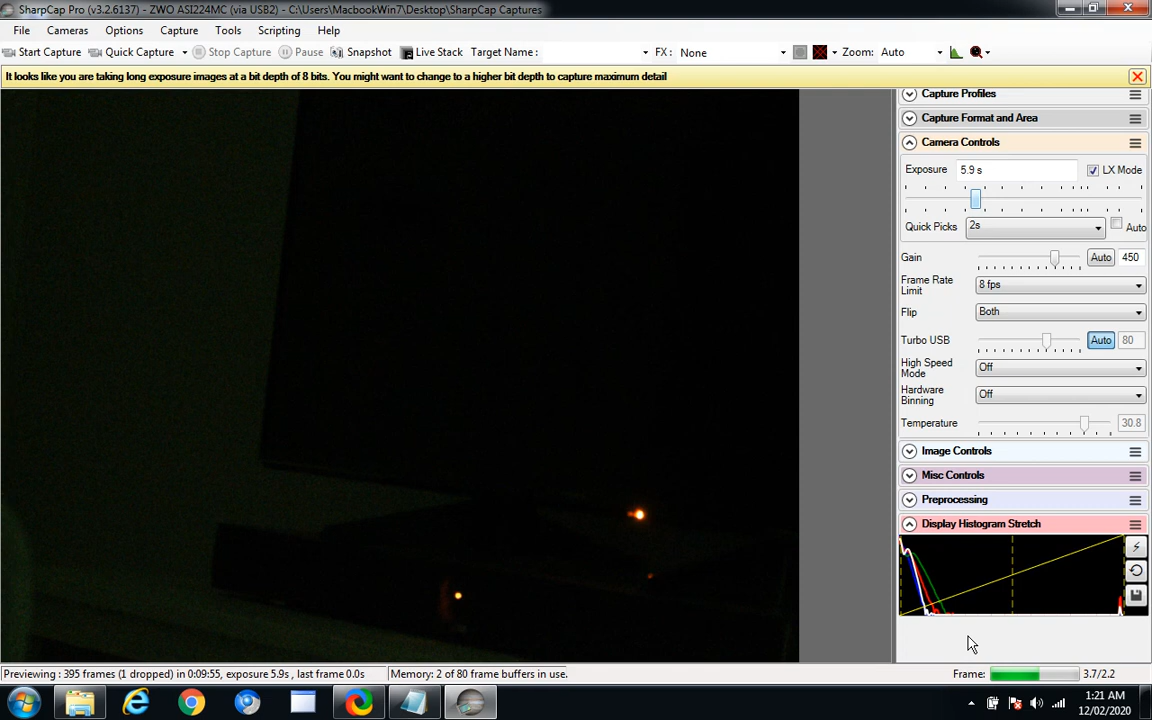 SharpCap Pro (v3.2.6137) - ZWO ASI224MC (via USB2) - C:\Users\MacbookWin7\Desktop\SharpCap Captures
File Cameras Options Capture Tools Scripting Help
Start Capture Quick Capture Stop Capture Pause Snapshot Live Stack Target Name : FX : None Zoom: Auto
It looks like you are taking long exposure images at a bit depth of 8 bits. You might want to change to a higher bit depth to capture maximum detail
Capture Profiles
Capture Format and Area
Camera Controls
Exposure 5.9 s LX Mode
Quick Picks 2s Auto
Gain Auto 450
Frame Rate Limit 8 fps
Flip Both
Turbo USB Auto 80
High Speed Mode Off
Hardware Binning Off
Temperature 30.8
Image Controls
Misc Controls
Preprocessing
Display Histogram Stretch
Previewing : 395 frames (1 dropped) in 0:09:55, exposure 5.9s , last frame 0.0s Memory: 2 of 80 frame buffers in use. Frame: 3.7/2.2
1:21 AM
12/02/2020